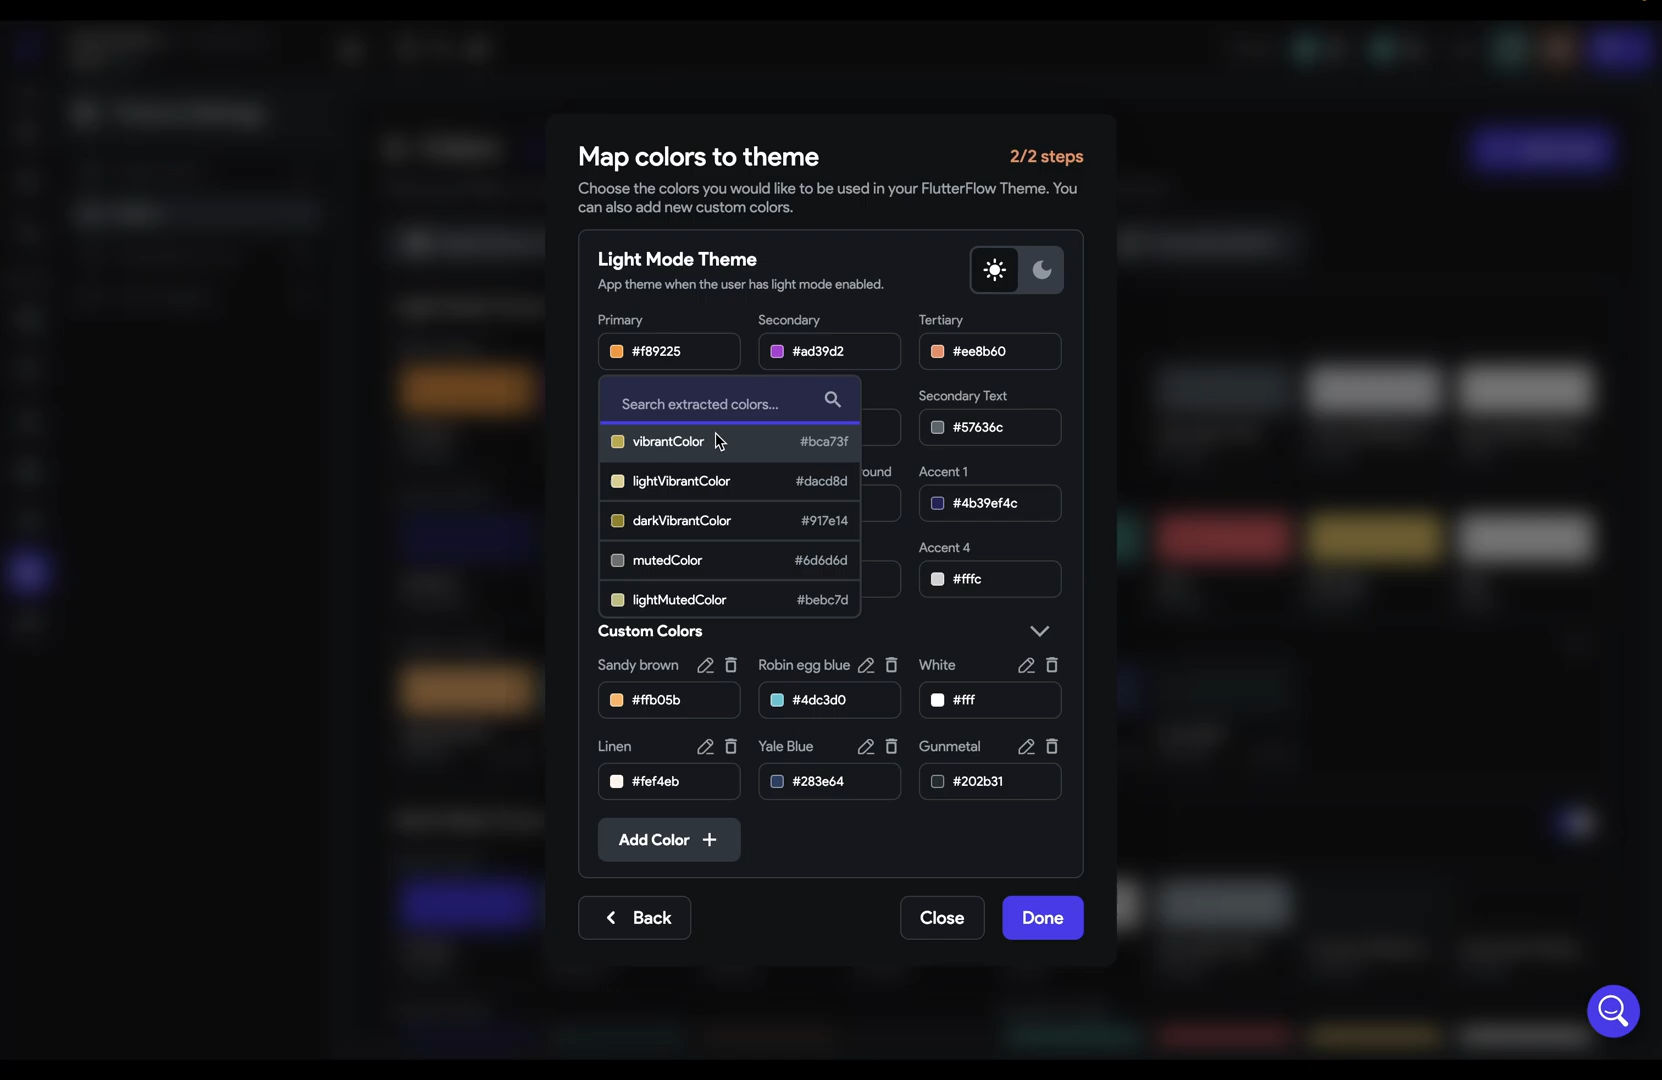 Map colors to theme
2/2 steps
Choose the colors you would like to be used in your FlutterFlow Theme. You
can also add new custom colors.
Light Mode Theme
App theme when the user has light mode enabled.
Primary
Secondary
Tertiary
#f89225
#ad39d2
#ee8b60
Search extracted colors...
vibrantColor
#bca73f
lightVibrantColor
#dacd8d
darkVibrantColor
#917e14
mutedColor
#6d6d6d
lightMutedColor
#bebc7d
Secondary Text
#57636c
ound
Accent 1
#4b39ef4c
Accent 4
#fffc
Custom Colors
Sandy brown
Robin egg blue
White
#ffb05b
#4dc3d0
#fff
Linen
Yale Blue
Gunmetal
#fef4eb
#283e64
#202b31
Add Color +
Back
Close
Done